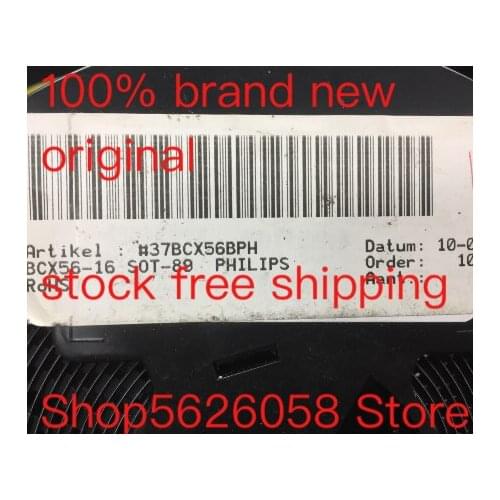 100% brand new
original
Artikel : #37BCX56BPH Datum: 10-0
BCX56-16 SOT-89 PHILIPS Order: 10
RoHS Aant.:
stock free shipping
Shop5626058 Store